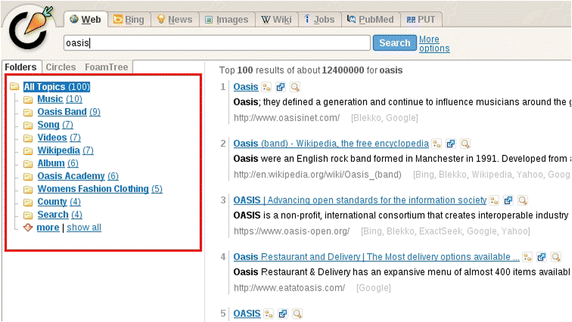 Web Bing News Images Wiki Jobs PubMed PUT
oasis Search More options
Folders Circles FoamTree
All Topics (100)
Music (10)
Oasis Band (9)
Song (7)
Videos (7)
Wikipedia (7)
Album (6)
Oasis Academy (6)
Womens Fashion Clothing (5)
County (4)
Search (4)
more | show all
Top 100 results of about 12400000 for oasis
1 Oasis
Oasis; they defined a generation and continue to influence musicians around the g
http://www.oasisinet.com/ [Blekko, Google]
2 Oasis (band) - Wikipedia, the free encyclopedia
Oasis were an English rock band formed in Manchester in 1991. Developed from a
http://en.wikipedia.org/wiki/Oasis_(band) [Bing, Blekko, Wikipedia, Yahoo, Goog
3 OASIS | Advancing open standards for the information society
OASIS is a non-profit, international consortium that creates interoperable industry
https://www.oasis-open.org/ [Bing, Blekko, ExactSeek, Google, Yahoo]
4 Oasis Restaurant and Delivery | The Most delivery options available ...
Oasis Restaurant & Delivery has an expansive menu of almost 400 items availabl
http://www.eatatoasis.com/ [Google]
5 OASIS